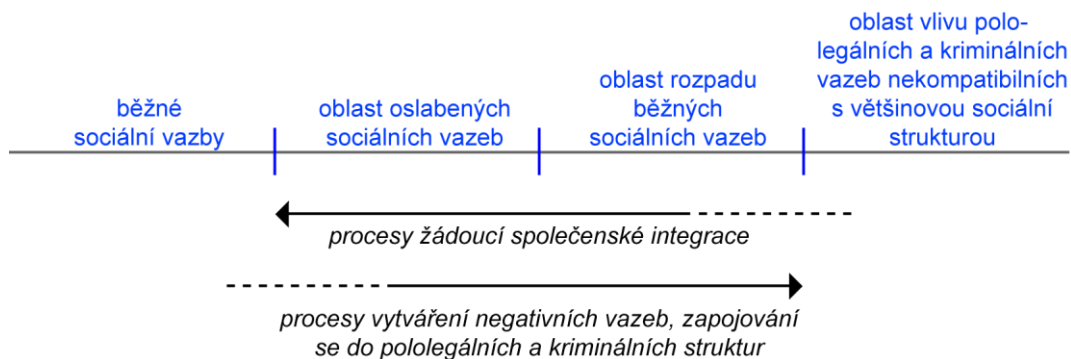 běžné
sociální vazby
oblast oslabených
sociálních vazeb
oblast rozpadu
běžných
sociálních vazeb
oblast vlivu polo-
legálních a kriminálních
vazeb nekompatibilních
s většinovou sociální
strukturou
procesy žádoucí společenské integrace
procesy vytváření negativních vazeb, zapojování
se do pololegálních a kriminálních struktur